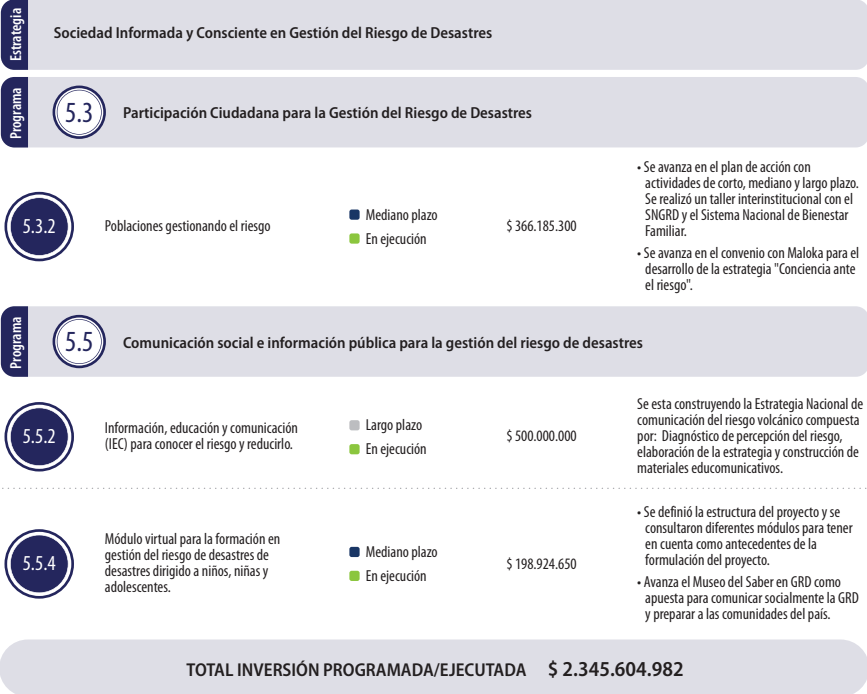 Estrategia
Sociedad Informada y Consciente en Gestión del Riesgo de Desastres
Programa
5.3
Participación Ciudadana para la Gestión del Riesgo de Desastres
5.3.2
Poblaciones gestionando el riesgo
Mediano plazo
En ejecución
$ 366.185.300
• Se avanza en el plan de acción con
actividades de corto, mediano y largo plazo.
Se realizó un taller interinstitucional con el
SNGRD y el Sistema Nacional de Bienestar
Familiar.
• Se avanza en el convenio con Maloka para el
desarrollo de la estrategia "Conciencia ante
el riesgo".
Programa
5.5
Comunicación social e información pública para la gestión del riesgo de desastres
5.5.2
Información, educación y comunicación
(IEC) para conocer el riesgo y reducirlo.
Largo plazo
En ejecución
$ 500.000.000
Se esta construyendo la Estrategia Nacional de
comunicación del riesgo volcánico compuesta
por: Diagnóstico de percepción del riesgo,
elaboración de la estrategia y construcción de
materiales educomunicativos.
5.5.4
Módulo virtual para la formación en
gestión del riesgo de desastres de
desastres dirigido a niños, niñas y
adolescentes.
Mediano plazo
En ejecución
$ 198.924.650
• Se definió la estructura del proyecto y se
consultaron diferentes módulos para tener
en cuenta como antecedentes de la
formulación del proyecto.
• Avanza el Museo del Saber en GRD como
apuesta para comunicar socialmente la GRD
y preparar a las comunidades del país.
TOTAL INVERSIÓN PROGRAMADA/EJECUTADA $ 2.345.604.982